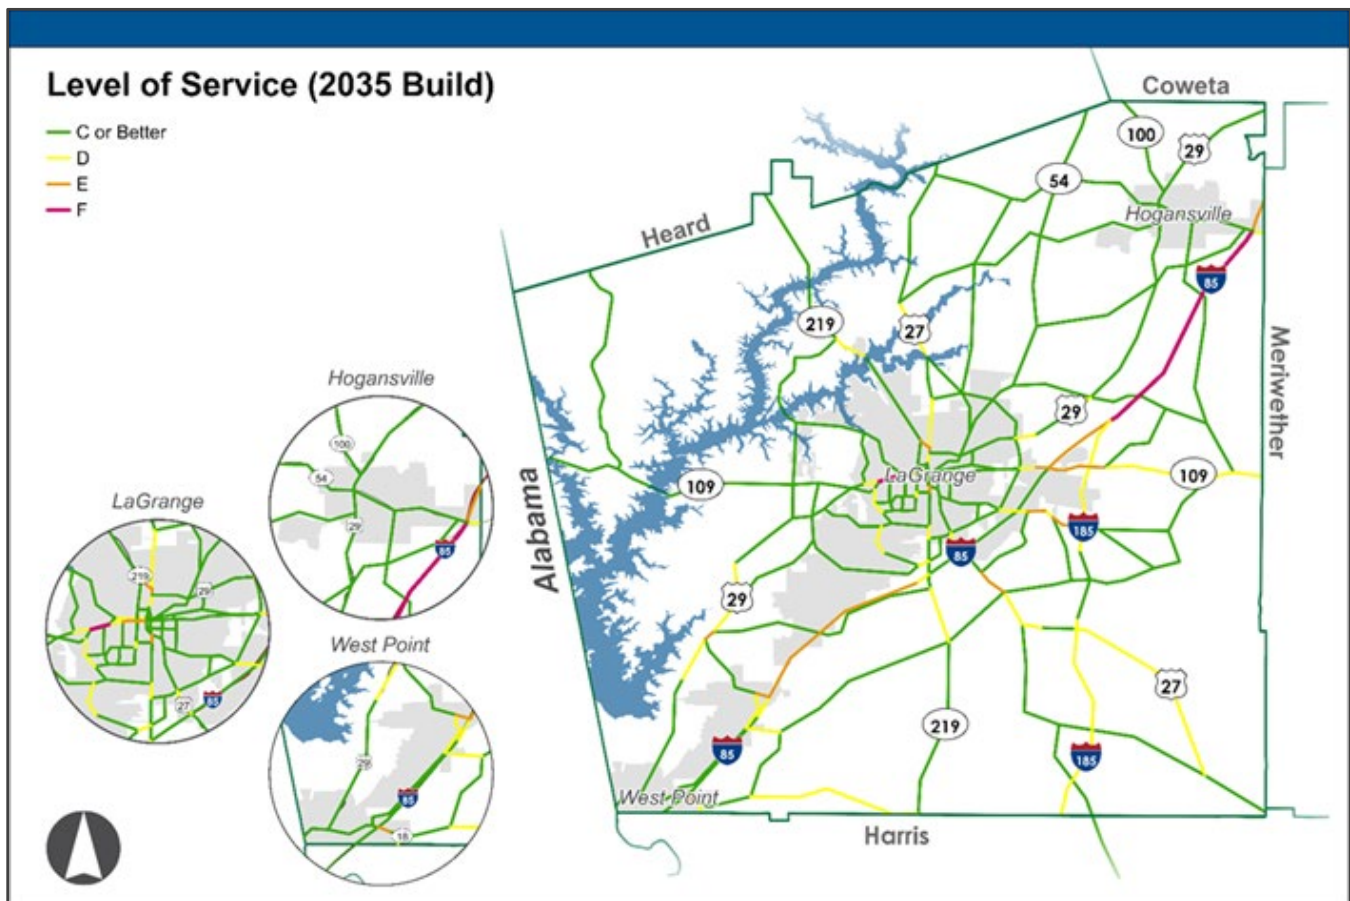 Level of Service (2035 Build)
C or Better
D
E
F
Coweta
100
29
54
Hogansville
Heard
85
219
27
Meriwether
Hogansville
29
100
54
29
85
LaGrange
109
LaGrange
109
Alabama
185
85
219
29
27
85
29
West Point
27
29
85
18
219
85
185
West Point
Harris